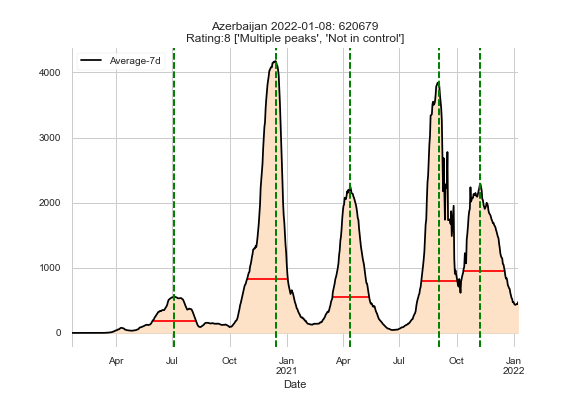 Azerbaijan 2022-01-08: 620679
Rating:8 ['Multiple peaks', 'Not in control']
Average-7d
4000
3000
2000
1000
0
Apr Jul Oct Jan Apr Jul Oct Jan
2021 2022
Date